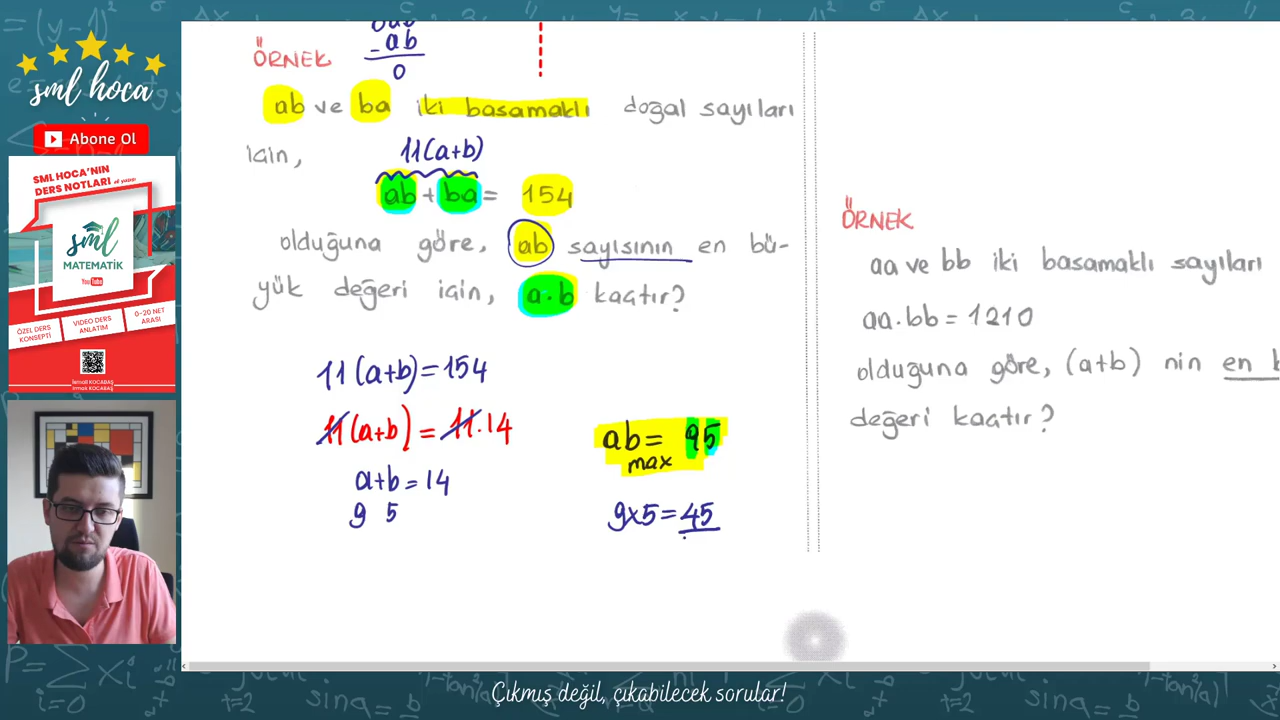 sml hoca
Abone Ol
SML HOCA'NIN
DERS NOTLARI
sml
MATEMATİK
You Tube
ÖZEL DERS
KONSEPTİ
VIDEO DERS
ANLATIM
0-20 NET
ARASI
ÖRNEK
- ab
0
ab ve ba iki basamaklı doğal sayıları
için,
11(a+b)
ab + ba = 154
olduğuna göre, ab sayısının en bü-
yük değeri için, a.b kaçtır?
11(a+b)=154
11(a+b) = 11.14
a+b = 14
9 5
ab = 95
max
9x5=45
ÖRNEK
aa ve bb iki basamaklı sayıları
aa.bb = 1210
olduğuna göre, (a+b) nin en b
değeri kaçtır?
Çıkmış değil, çıkabilecek sorular!